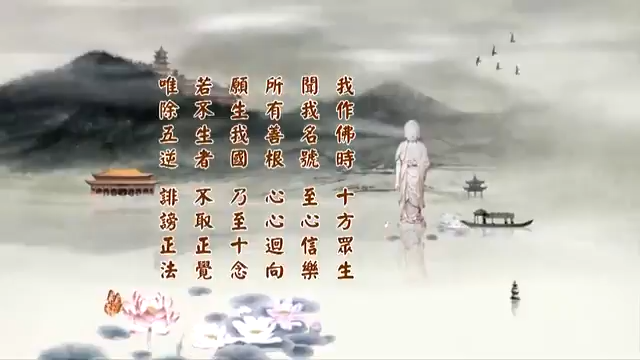 我作佛時 十方眾生
聞我名號 至心信樂
所有善根 心心迴向
願生我國 乃至十念
若不生者 不取正覺
唯除五逆 誹謗正法